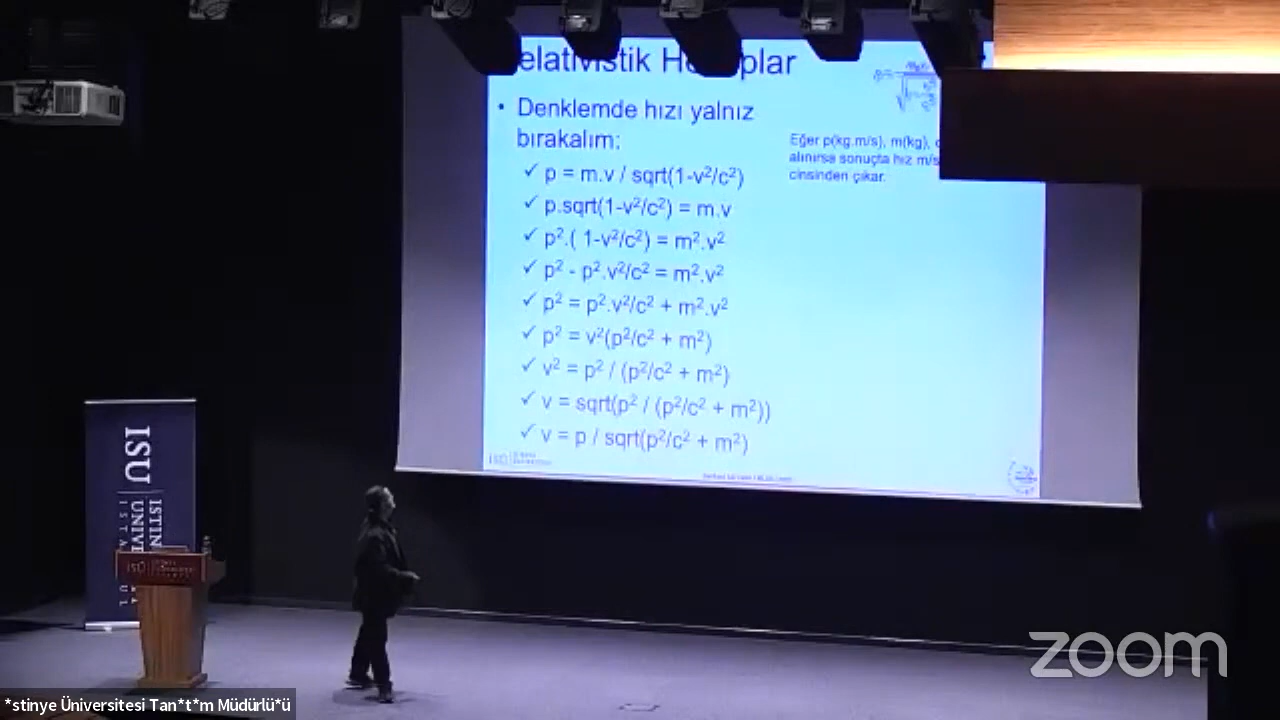 elativistik He plar
• Denklemde hızı yalnız
bırakalım:
✓ p = m.v / sqrt(1-v²/c²)
✓ p.sqrt(1-v²/c²) = m.v
✓ p².( 1-v²/c²) = m².v²
✓ p² - p².v²/c² = m².v²
✓ p² = p².v²/c² + m².v²
✓ p² = v²(p²/c² + m²)
✓ v² = p² / (p²/c² + m²)
✓ v = sqrt(p² / (p²/c² + m²))
✓ v = p / sqrt(p²/c² + m²)
Eğer p(kg.m/s), m(kg), c
alınırsa sonuçta hız m/s
cinsinden çıkar.
ISU
ISTIN
UNIVE
ISU
zoom
*stinye Üniversitesi Tan*t*m Müdürlü*ü